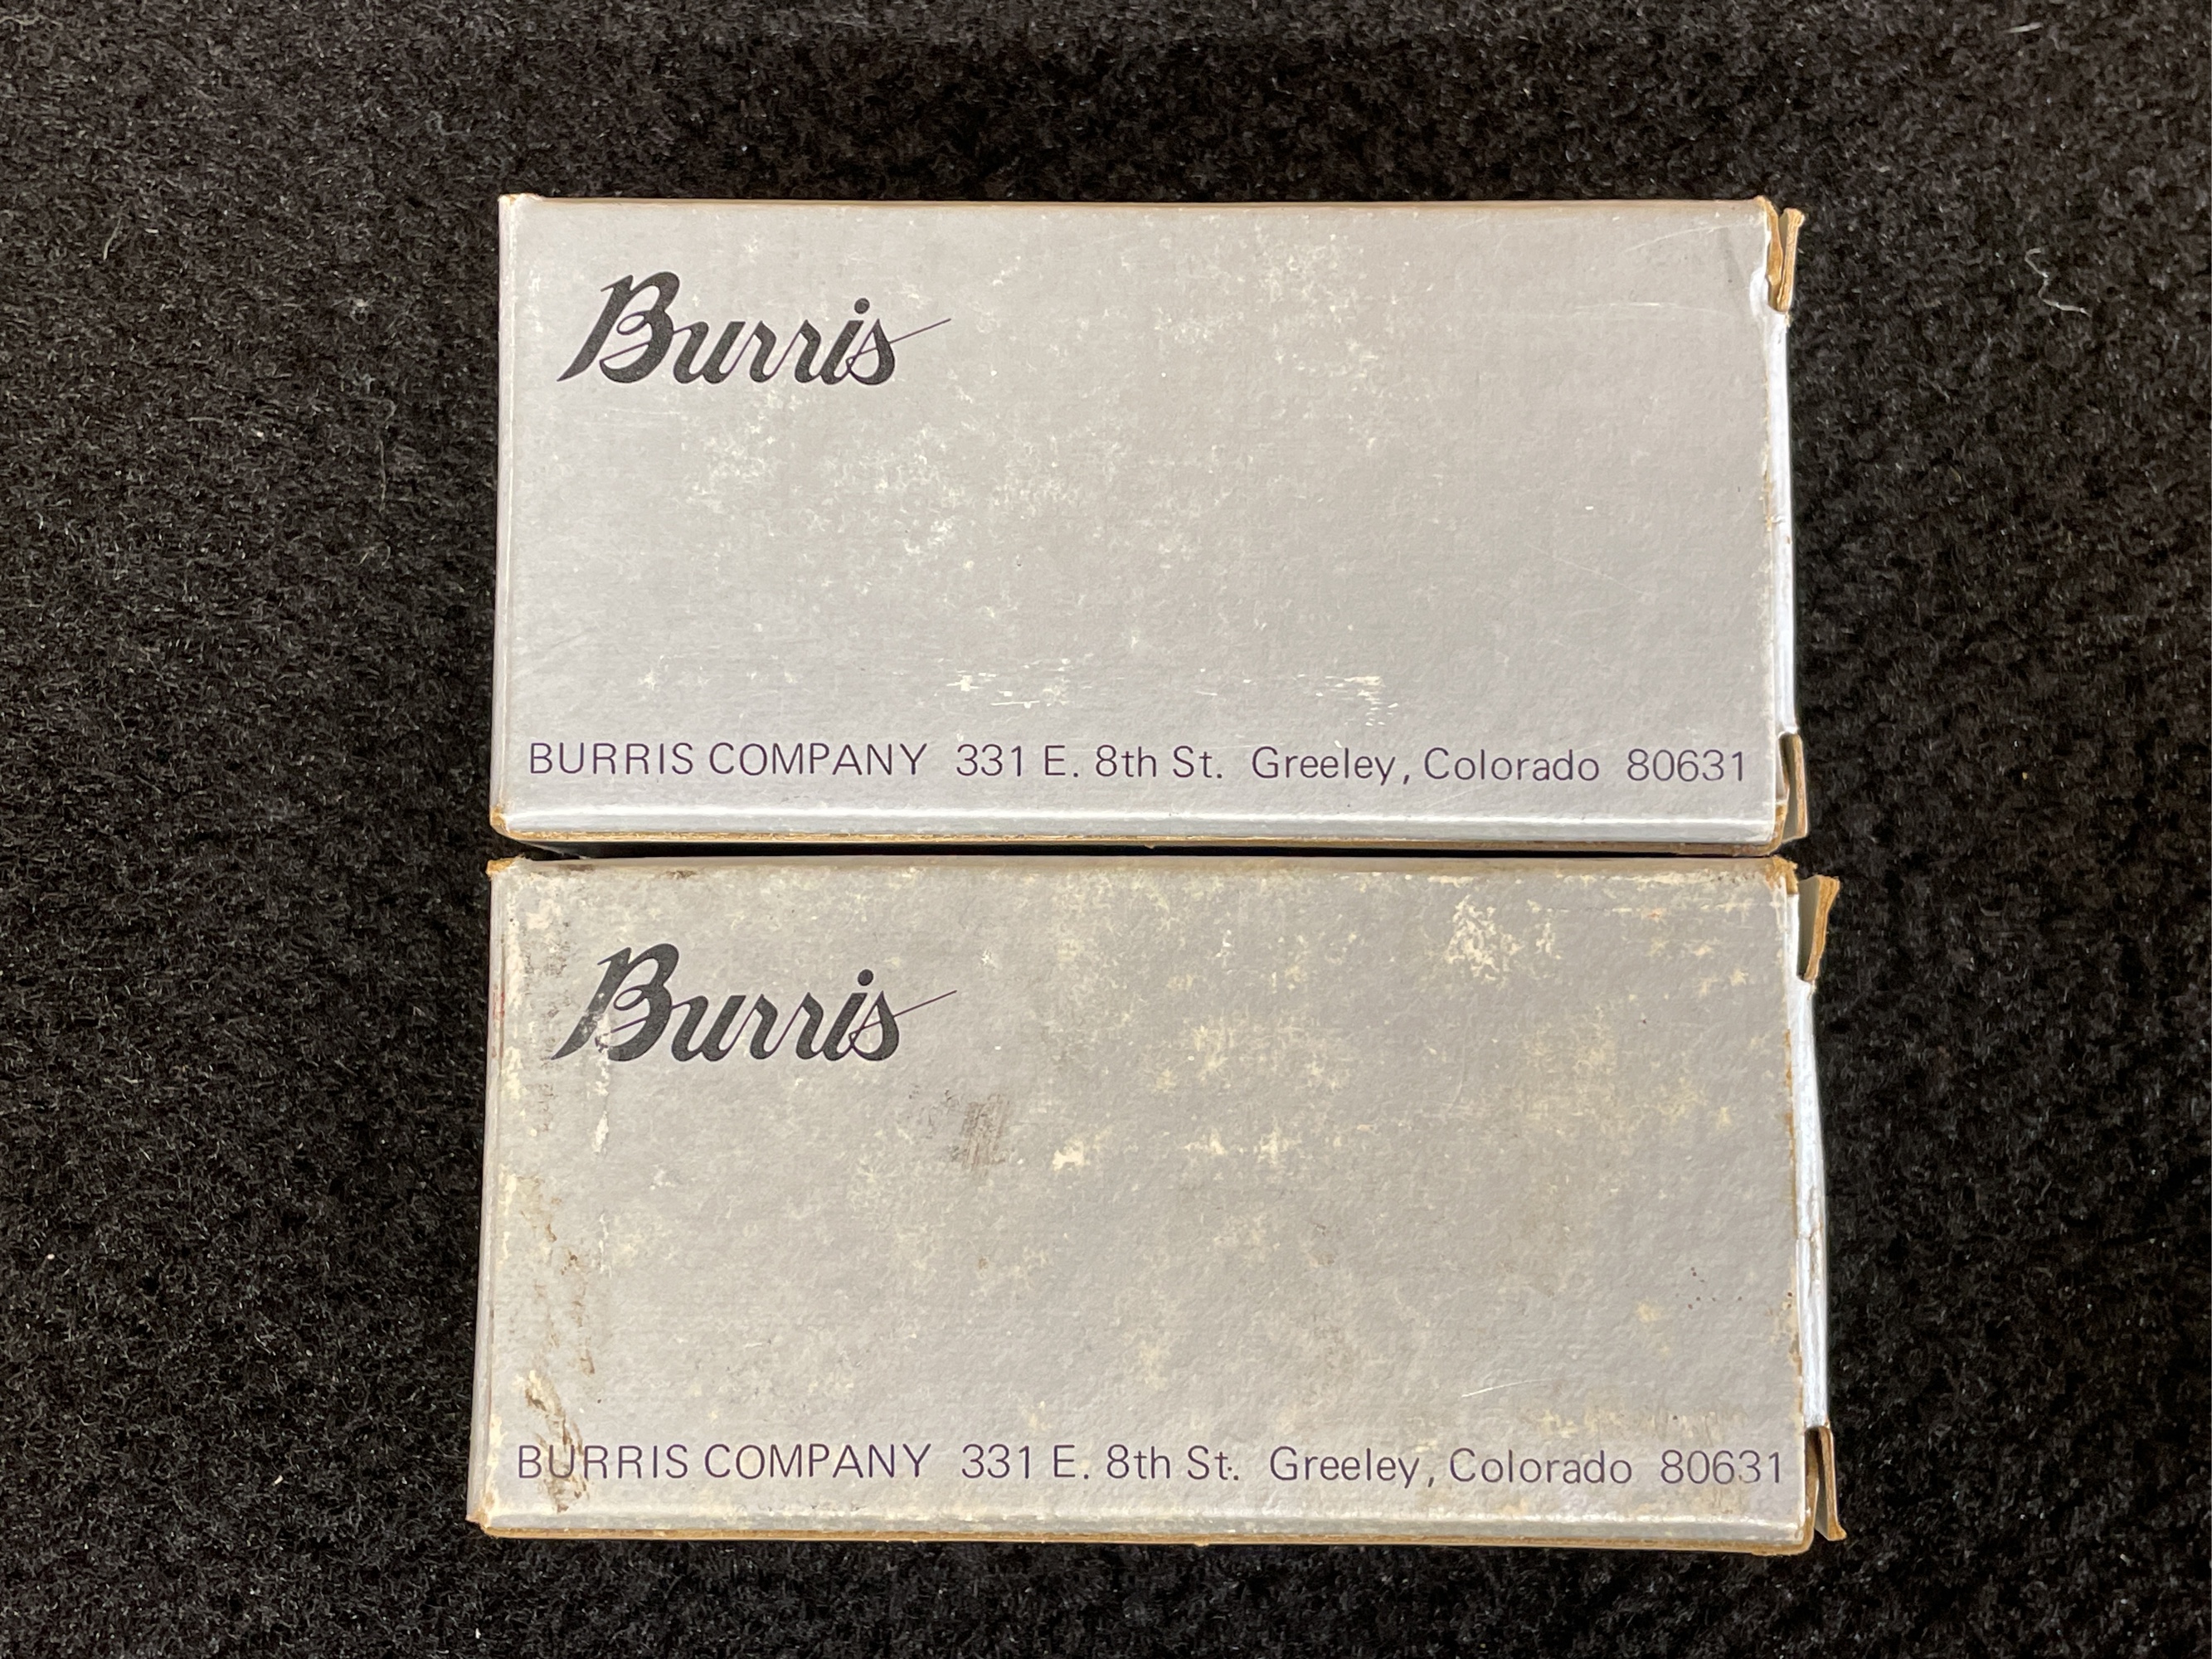 Burris
BURRIS COMPANY 331 E. 8th St. Greeley, Colorado 80631
Burris
BURRIS COMPANY 331 E. 8th St. Greeley, Colorado 80631